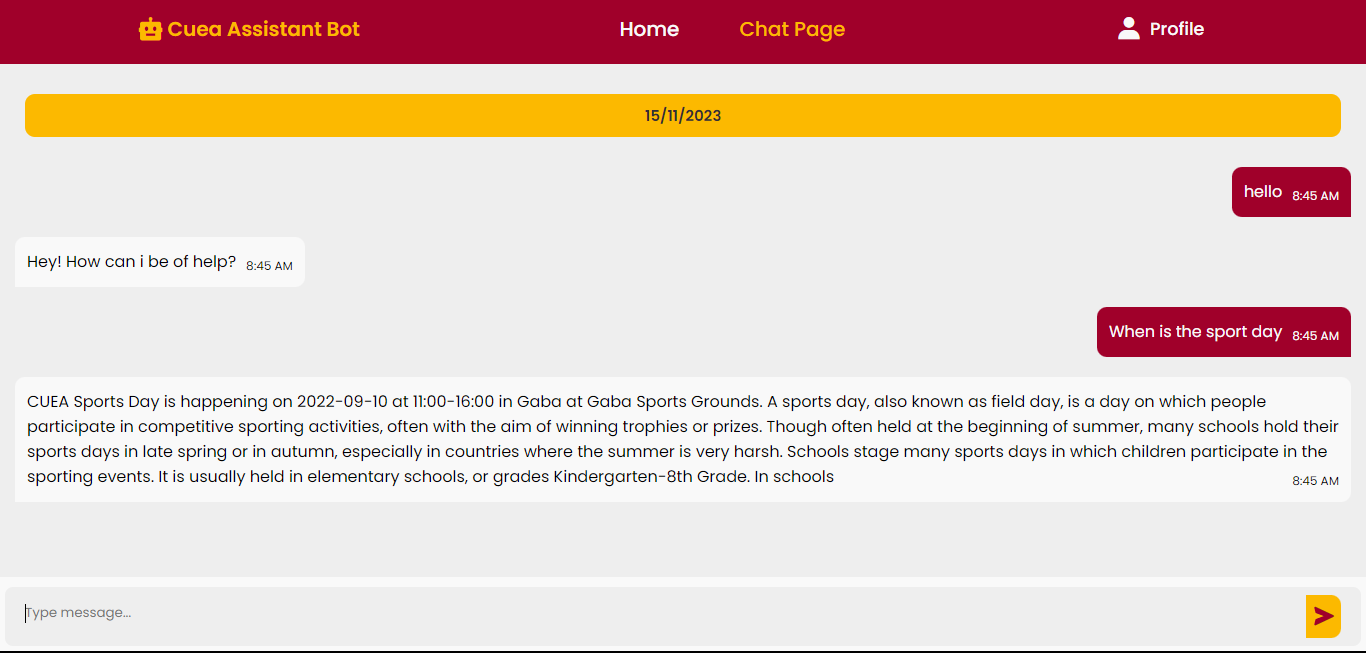 Cuea Assistant Bot
Home
Chat Page
Profile
15/11/2023
hello 8:45 AM
Hey! How can i be of help? 8:45 AM
When is the sport day 8:45 AM
CUEA Sports Day is happening on 2022-09-10 at 11:00-16:00 in Gaba at Gaba Sports Grounds. A sports day, also known as field day, is a day on which people
participate in competitive sporting activities, often with the aim of winning trophies or prizes. Though often held at the beginning of summer, many schools hold their
sports days in late spring or in autumn, especially in countries where the summer is very harsh. Schools stage many sports days in which children participate in the
sporting events. It is usually held in elementary schools, or grades Kindergarten-8th Grade. In schools
8:45 AM
Type message...